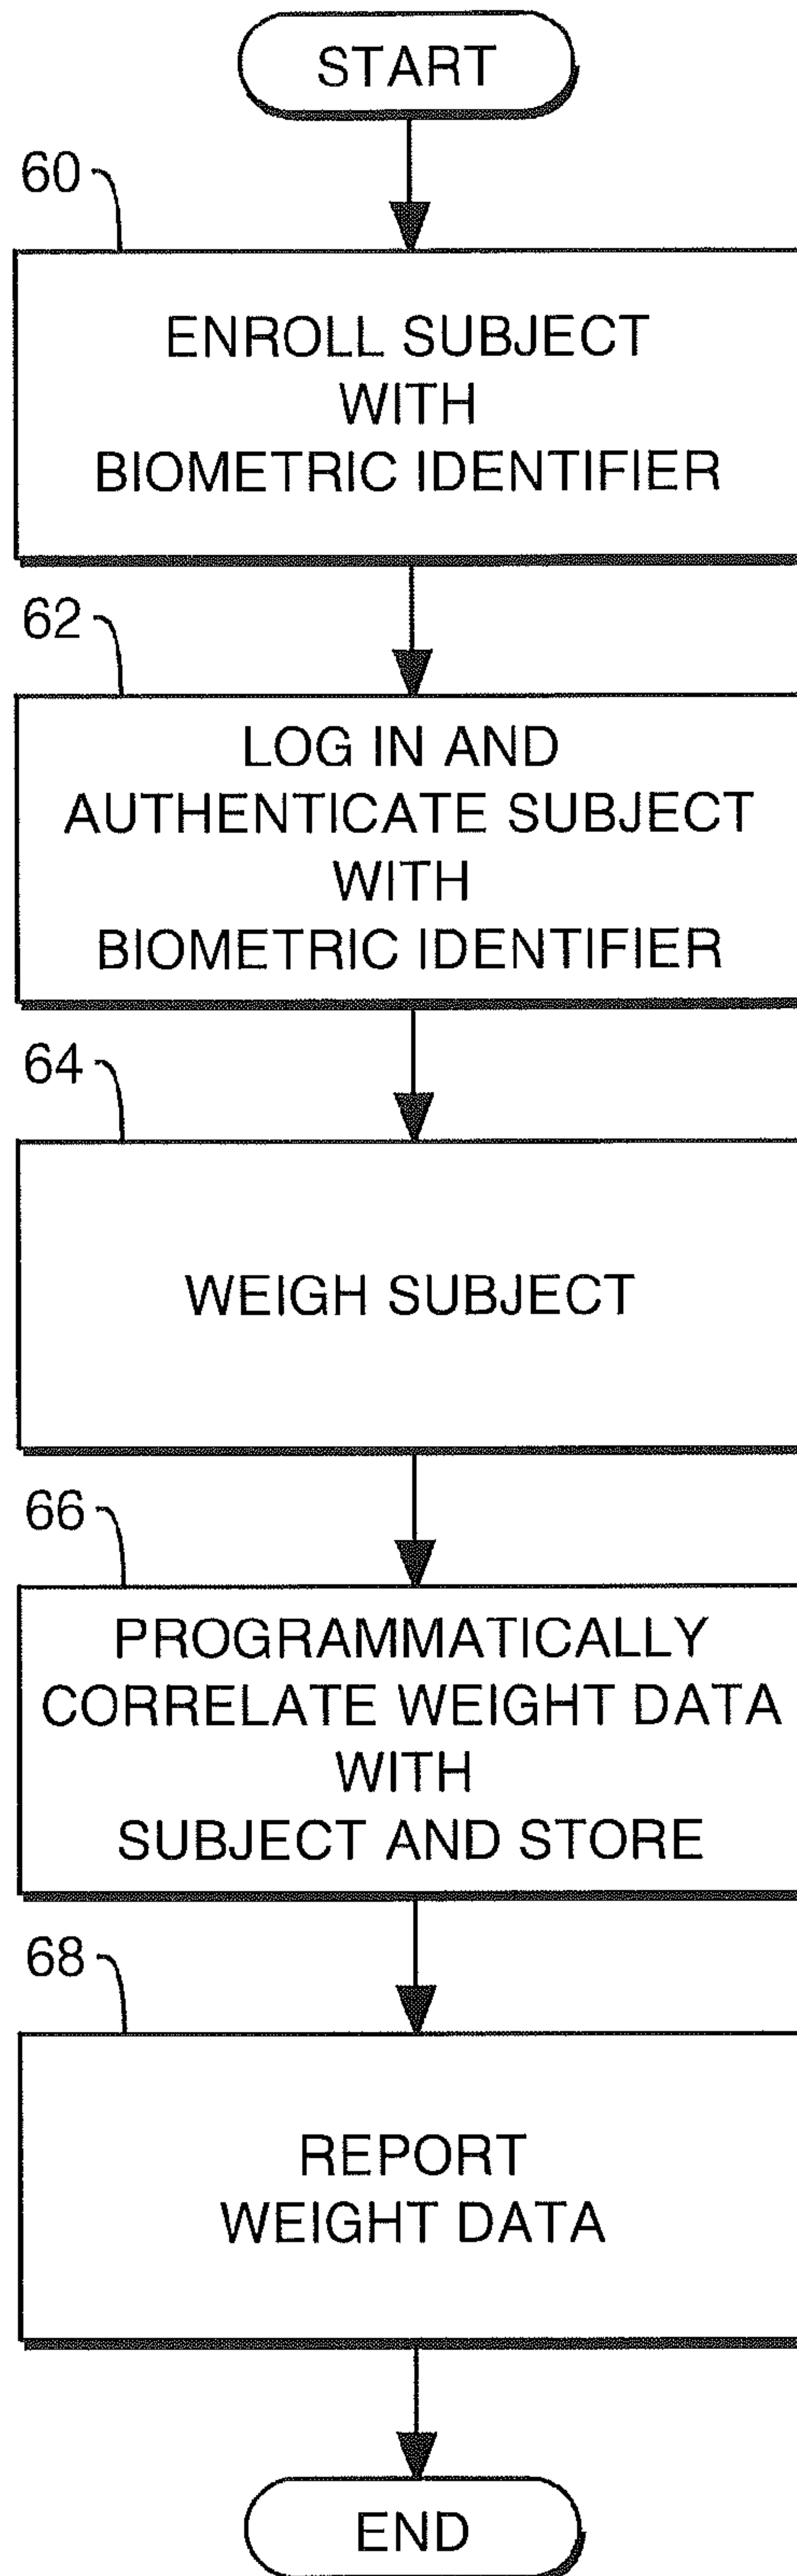 START
60
ENROLL SUBJECT
WITH
BIOMETRIC IDENTIFIER
62
LOG IN AND
AUTHENTICATE SUBJECT
WITH
BIOMETRIC IDENTIFIER
64
WEIGH SUBJECT
66
PROGRAMMATICALLY
CORRELATE WEIGHT DATA
WITH
SUBJECT AND STORE
68
REPORT
WEIGHT DATA
END